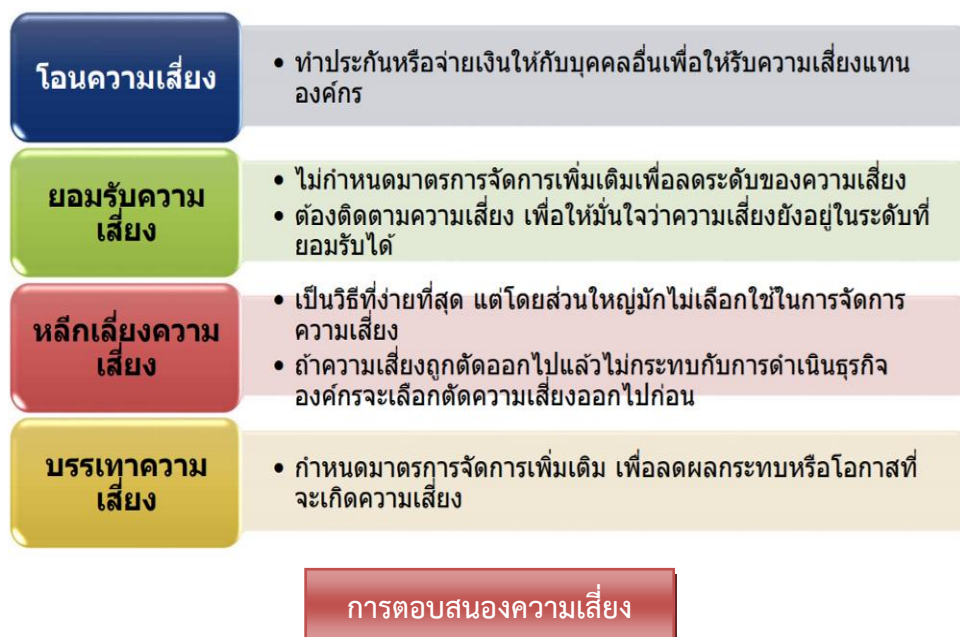 โอนความเสี่ยง
• ทำประกันหรือจ่ายเงินให้กับบุคคลอื่นเพื่อให้รับความเสี่ยงแทน
องค์กร
ยอมรับความ
เสี่ยง
• ไม่กำหนดมาตรการจัดการเพิ่มเติมเพื่อลดระดับของความเสี่ยง
• ต้องติดตามความเสี่ยง เพื่อให้มั่นใจว่าความเสี่ยงยังอยู่ในระดับที่
ยอมรับได้
หลีกเลี่ยงความ
เสี่ยง
• เป็นวิธีที่ง่ายที่สุด แต่โดยส่วนใหญ่มักไม่เลือกใช้ในการจัดการ
ความเสี่ยง
• ถ้าความเสี่ยงถูกตัดออกไปแล้วไม่กระทบกับการดำเนินธุรกิจ
องค์กรจะเลือกตัดความเสี่ยงออกไปก่อน
บรรเทาความ
เสี่ยง
• กำหนดมาตรการจัดการเพิ่มเติม เพื่อลดผลกระทบหรือโอกาสที่
จะเกิดความเสี่ยง
การตอบสนองความเสี่ยง